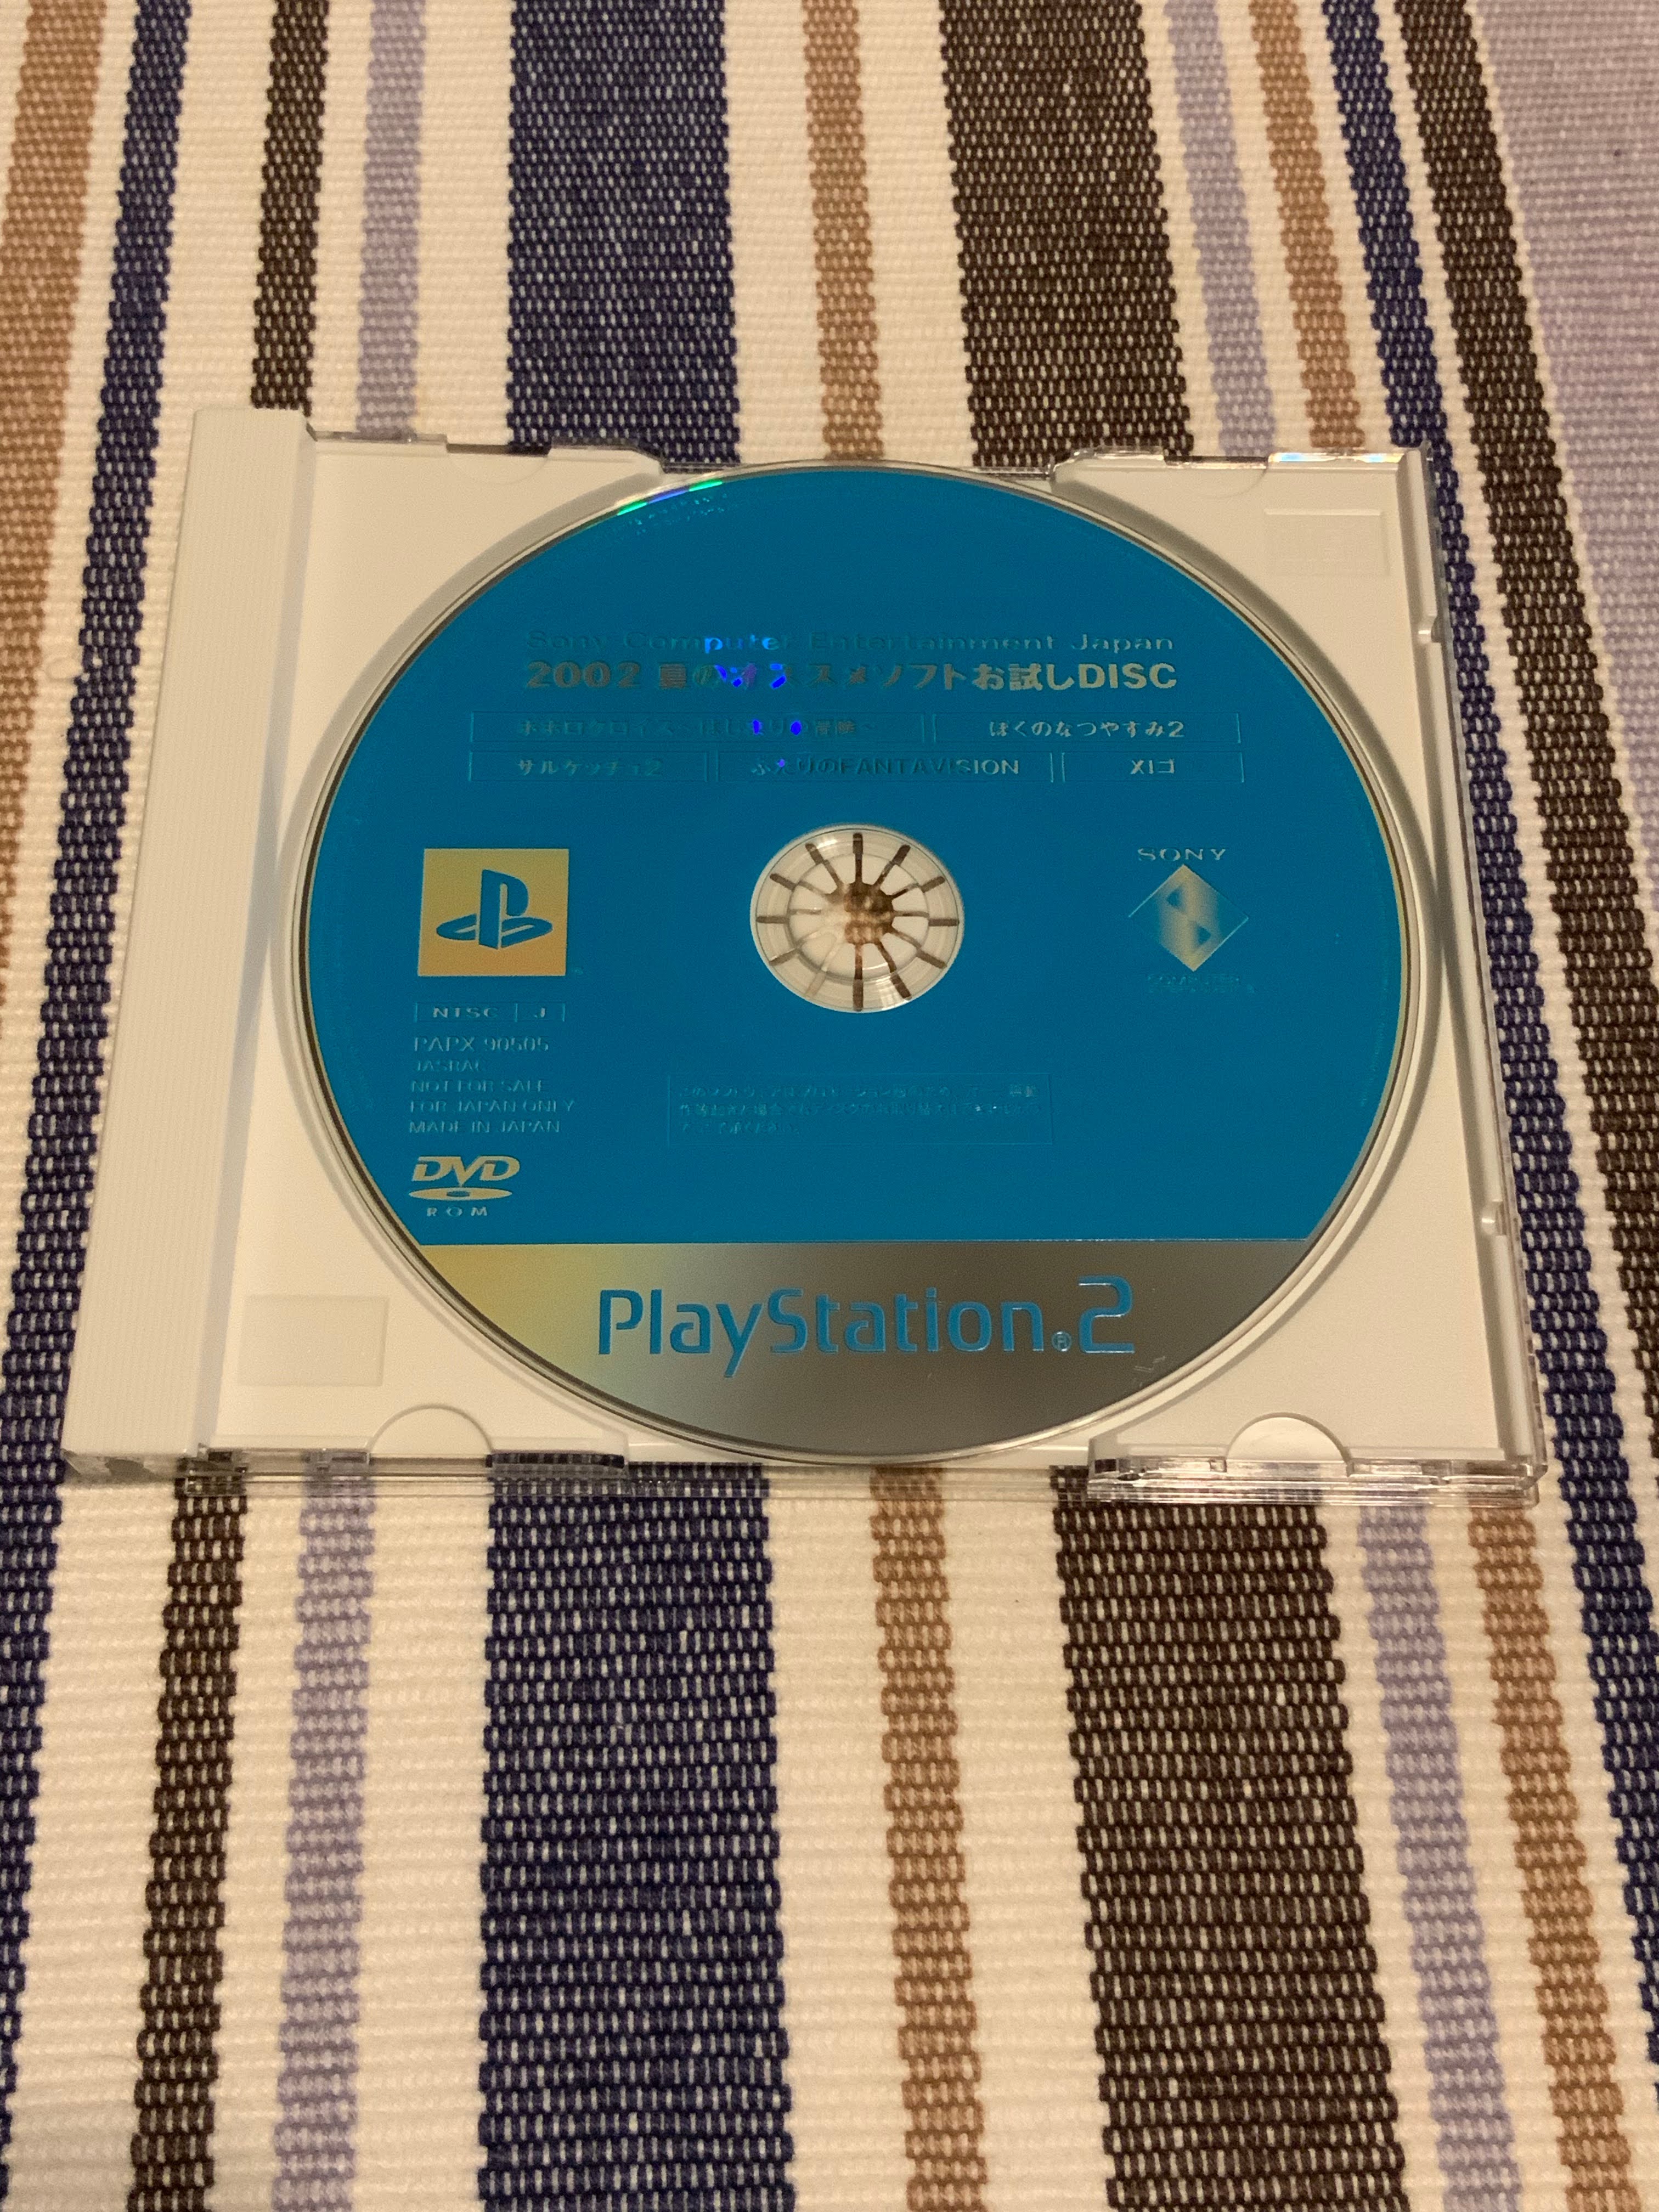 Sony Computer Entertainment Japan
2002 夏のオススメソフトお試しDISC
ポポロクロイス~はじまりの冒険~ ぼくのなつやすみ2
サルゲッチュ2 ふたりのFANTAVISION XIゴ
SONY
NTSC J
PAPX 90505
JASRAC
NOT FOR SALE
FOR JAPAN ONLY
MADE IN JAPAN
DVD
ROM
PlayStation®2